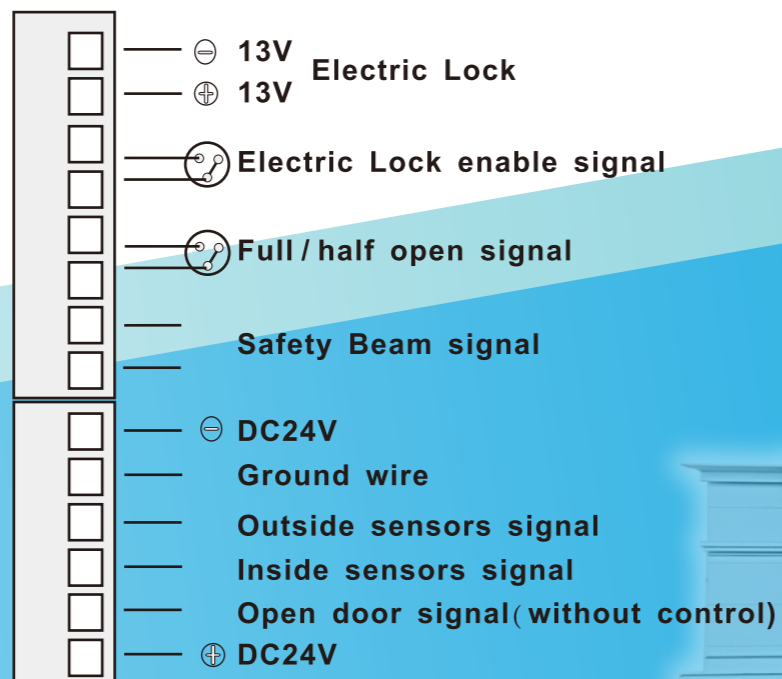 ⊖ 13V
Electric Lock
⊕ 13V
Electric Lock enable signal
Full / half open signal
Safety Beam signal
⊖ DC24V
Ground wire
Outside sensors signal
Inside sensors signal
Open door signal(without control)
⊕ DC24V